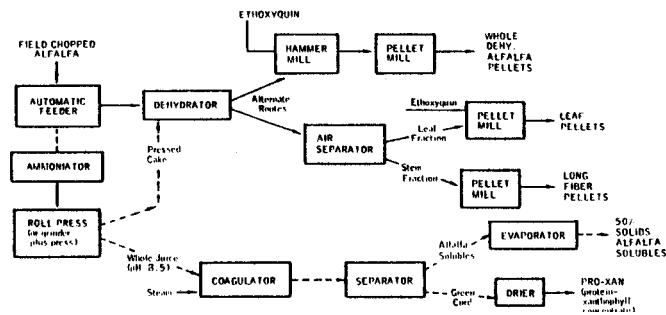 ETHOXYQUIN
FIELD CHOPPED
ALFALFA
HAMMER
MILL
PELLET
MILL
WHOLE
DEHY.
ALFALFA
PELLETS
AUTOMATIC
FEEDER
DEHYDRATOR
Alternate
Routes
AIR
SEPARATOR
Ethoxyquin
Leaf
Fraction
PELLET
MILL
LEAF
PELLETS
AMMONIATOR
Pressed
Cake
Stem
Fraction
PELLET
MILL
LONG
FIBER
PELLETS
ROLL PRESS
(or grinder
plus press)
Whole Juice
(pH 8.5)
Steam
COAGULATOR
SEPARATOR
Alfalfa
Solubles
EVAPORATOR
50%
SOLIDS
ALFALFA
SOLUBLES
Green
DRIER
PRO-XAN
(protein-
xanthophyll
concentrate)